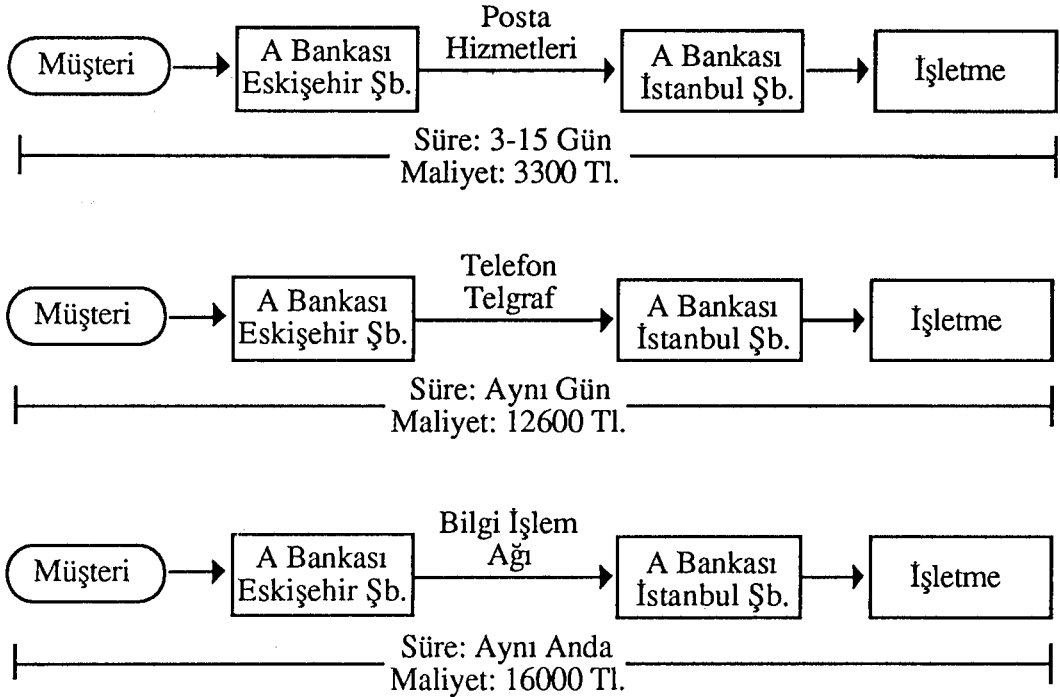 Posta
Hizmetleri
Müşteri
A Bankası
Eskişehir Şb.
A Bankası
İstanbul Şb.
İşletme
Süre: 3-15 Gün
Maliyet: 3300 Tl.
Telefon
Telgraf
Müşteri
A Bankası
Eskişehir Şb.
A Bankası
İstanbul Şb.
İşletme
Süre: Aynı Gün
Maliyet: 12600 Tl.
Bilgi İşlem
Ağı
Müşteri
A Bankası
Eskişehir Şb.
A Bankası
İstanbul Şb.
İşletme
Süre: Aynı Anda
Maliyet: 16000 Tl.